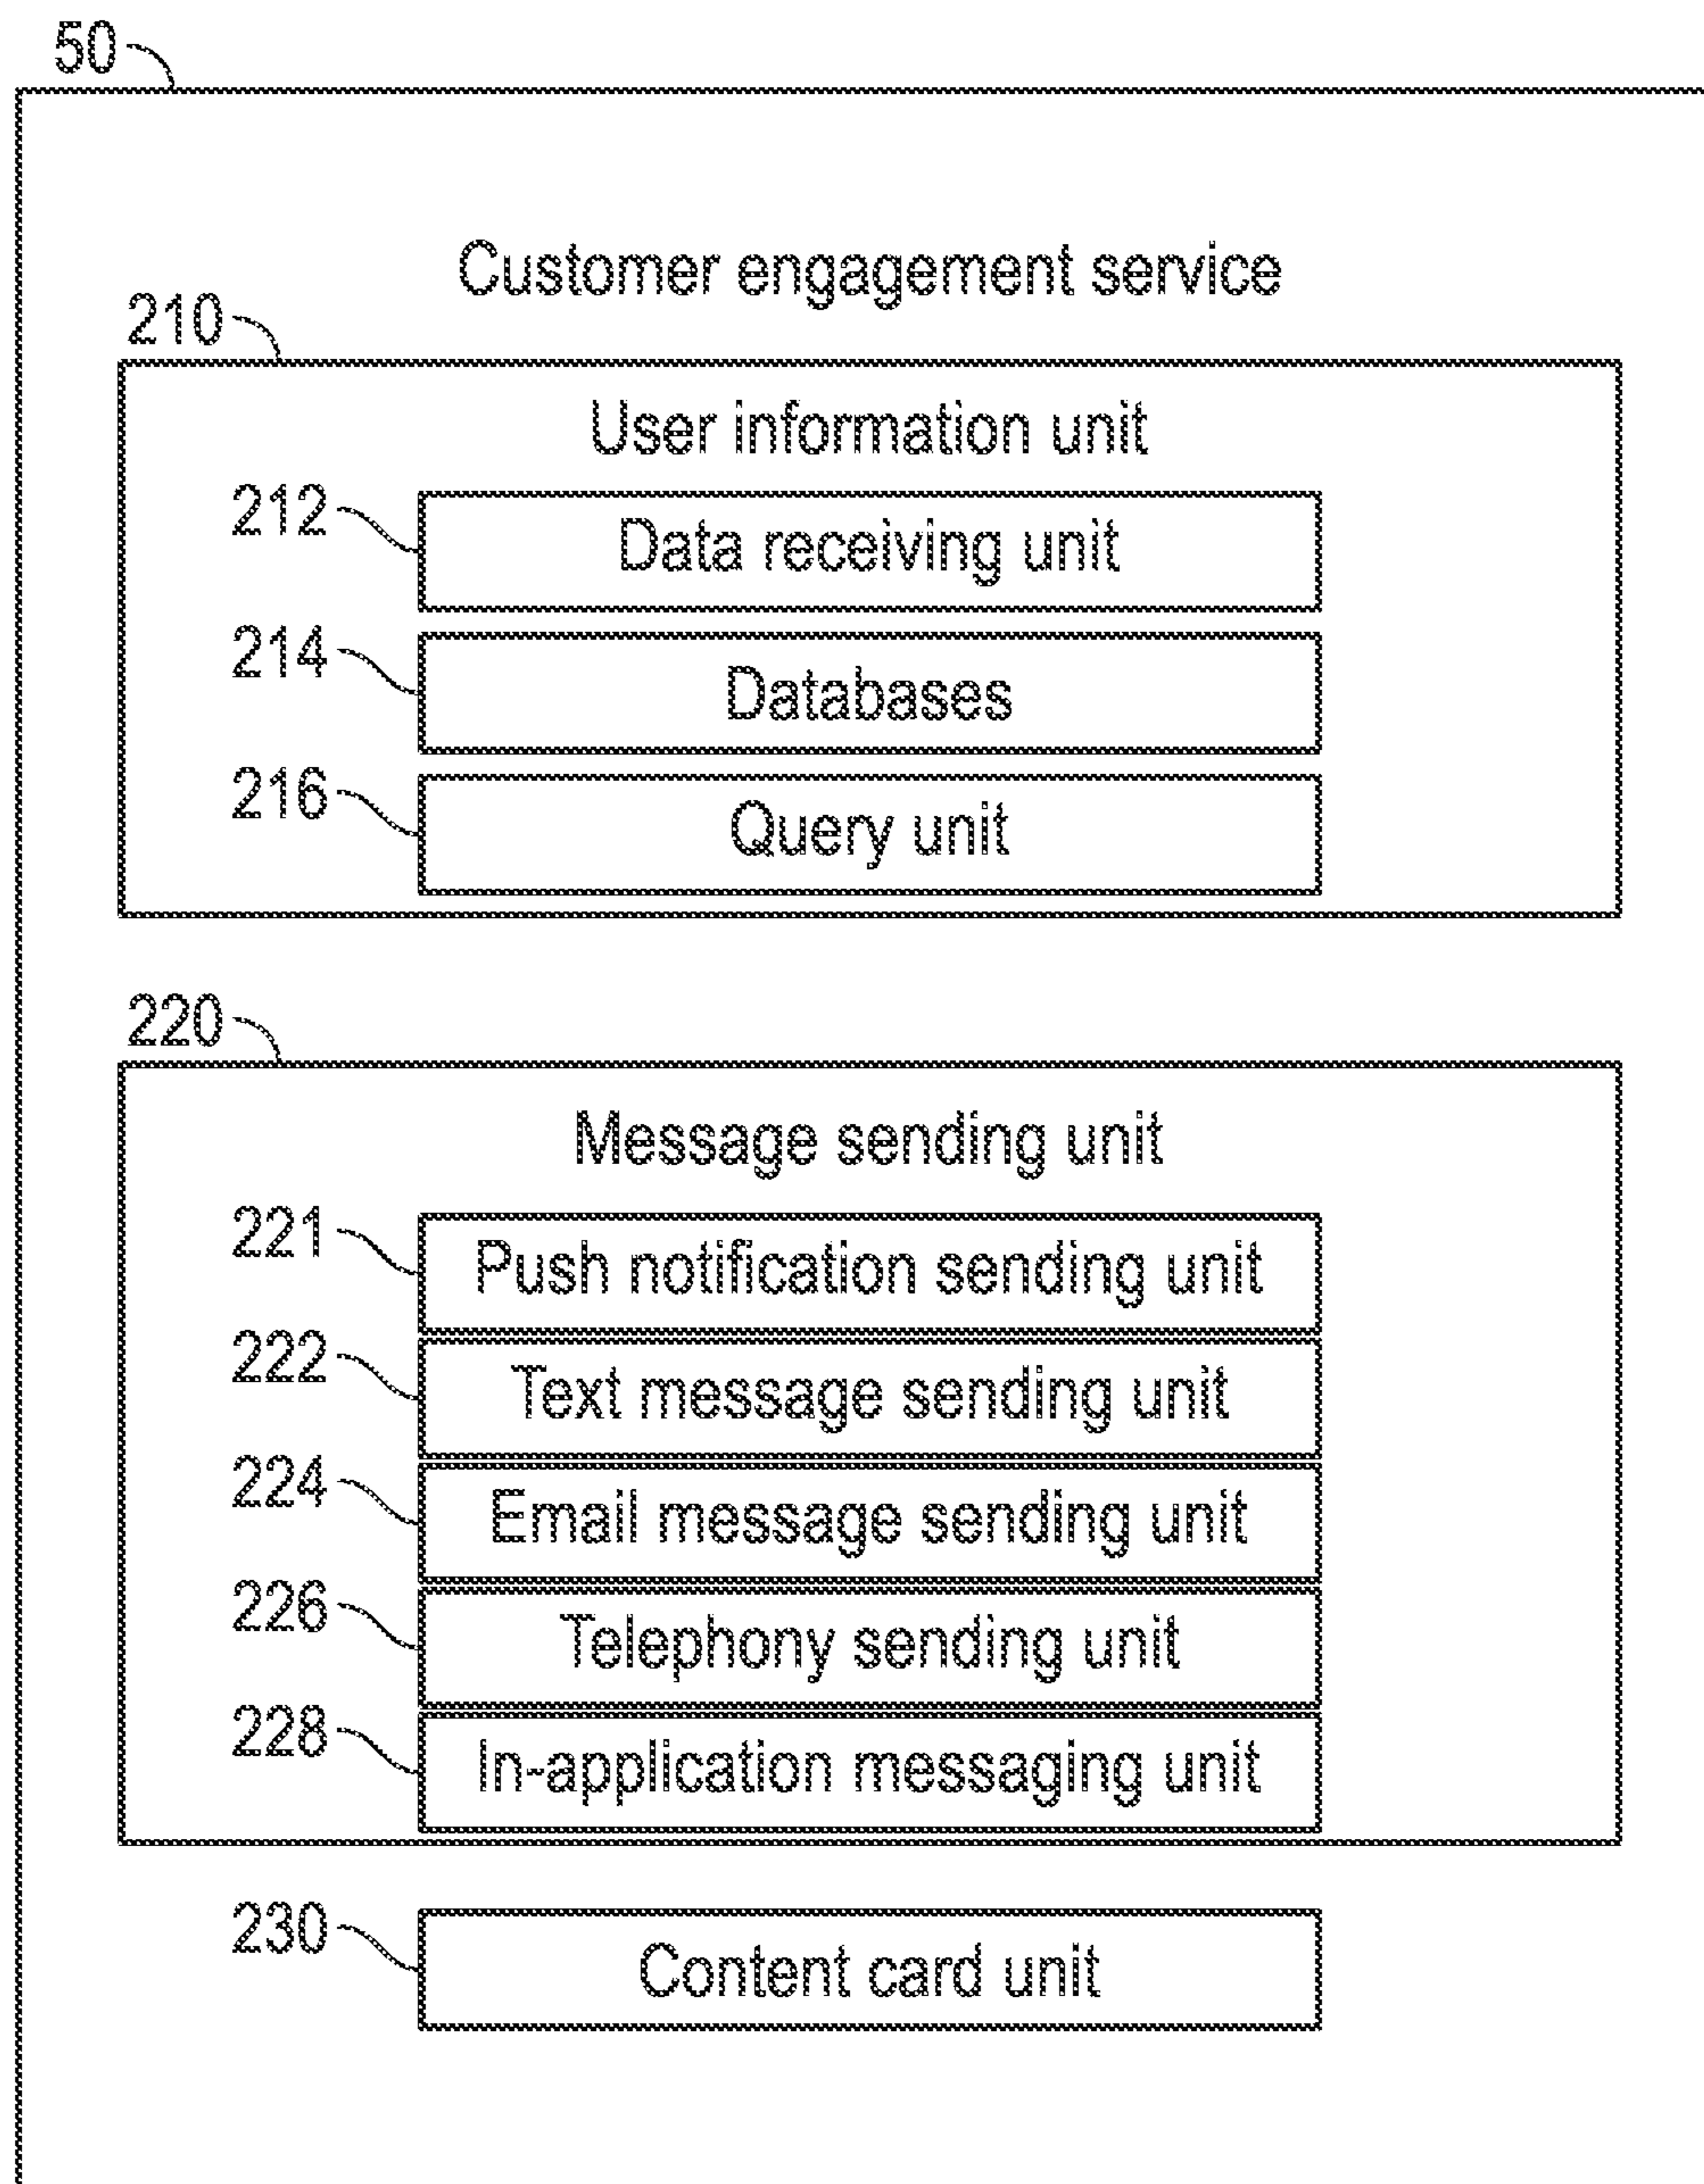 50
Customer engagement service
210
User information unit
212
Data receiving unit
214
Databases
216
Query unit
220
Message sending unit
221
Push notification sending unit
222
Text message sending unit
224
Email message sending unit
226
Telephony sending unit
228
In-application messaging unit
230
Content card unit